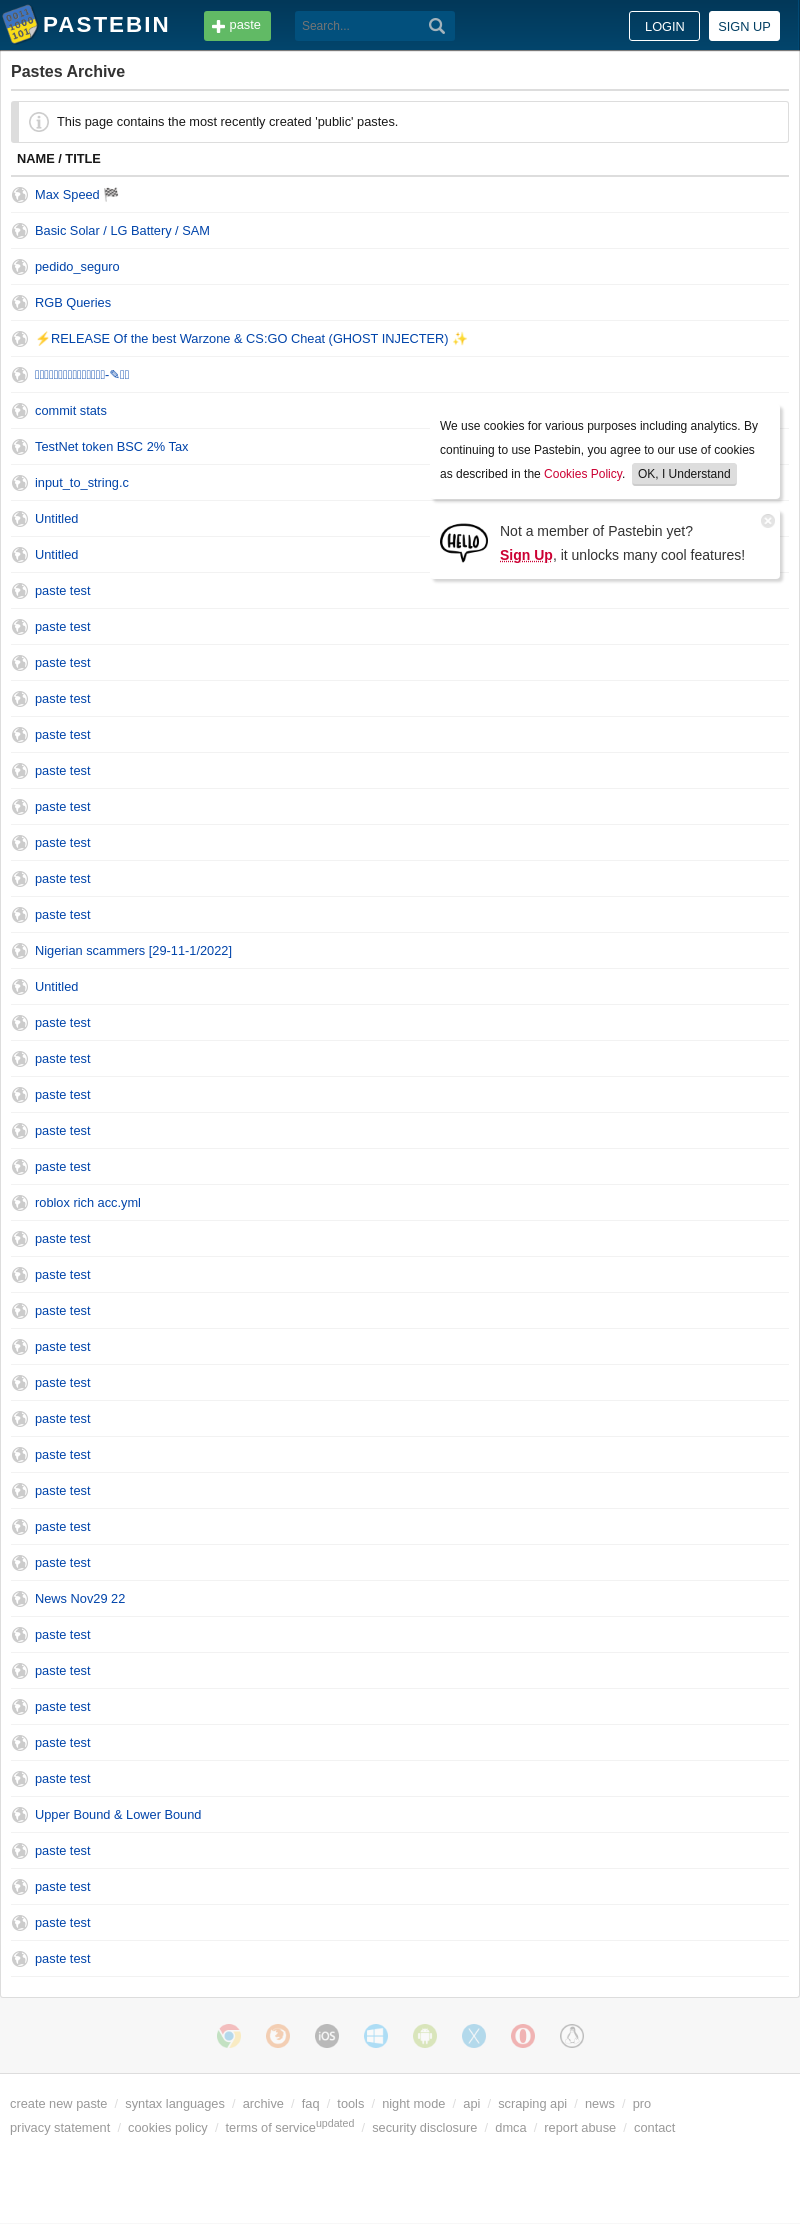 PASTEBIN
paste
Search...
LOGIN
SIGN UP
Pastes Archive
This page contains the most recently created 'public' pastes.
NAME / TITLE
Max Speed 🏁
Basic Solar / LG Battery / SAM
pedido_seguro
RGB Queries
⚡RELEASE Of the best Warzone & CS:GO Cheat (GHOST INJECTER) ✨
commit stats
TestNet token BSC 2% Tax
input_to_string.c
Untitled
Untitled
We use cookies for various purposes including analytics. By
continuing to use Pastebin, you agree to our use of cookies
as described in the Cookies Policy. OK, I Understand
HELLO
Not a member of Pastebin yet?
Sign Up, it unlocks many cool features!
paste test
paste test
paste test
paste test
paste test
paste test
paste test
paste test
paste test
paste test
Nigerian scammers [29-11-1/2022]
Untitled
paste test
paste test
paste test
paste test
paste test
roblox rich acc.yml
paste test
paste test
paste test
paste test
paste test
paste test
paste test
paste test
paste test
paste test
News Nov29 22
paste test
paste test
paste test
paste test
paste test
Upper Bound & Lower Bound
paste test
paste test
paste test
paste test
iOS
create new paste / syntax languages / archive / faq / tools / night mode / api / scraping api / news / pro
privacy statement / cookies policy / terms of service updated / security disclosure / dmca / report abuse / contact